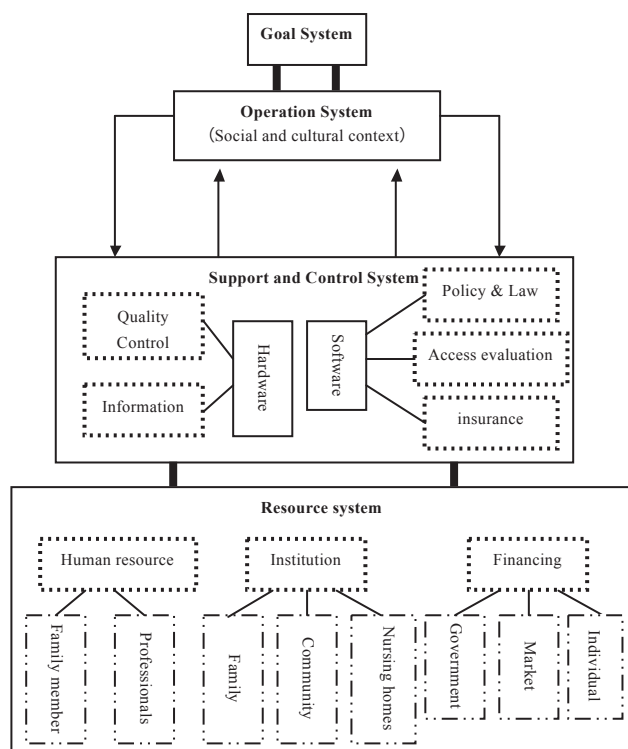 Goal System
Operation System
(Social and cultural context)
Support and Control System
Quality
Control
Information
Hardware
Software
Policy & Law
Access evaluation
insurance
Resource system
Human resource
Institution
Financing
Family member
Professionals
Family
Community
Nursing homes
Government
Market
Individual